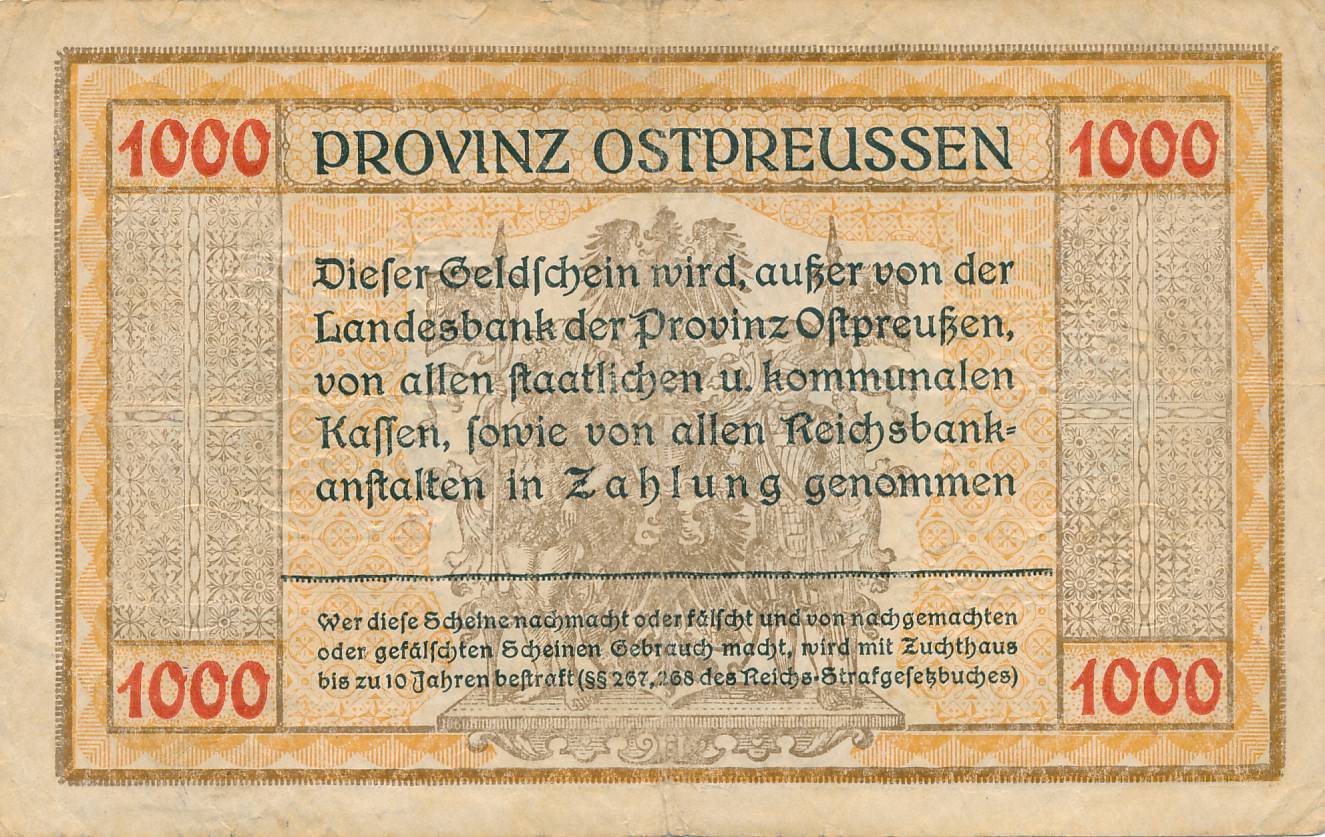 1000 PROVINZ OSTPREUSSEN 1000
Dieſer Geldſchein wird, außer von der
Landesbank der Provinz Oſtpreußen,
von allen ſtaatlichen u. kommunalen
Kaſſen, ſowie von allen Reichsbank=
anſtalten in Zahlung genommen
Wer dieſe Scheine nachmacht oder fälſcht und von nachgemachten
oder gefälſchten Scheinen Gebrauch macht, wird mit Zuchthaus
bis zu 10 Jahren beſtraft (§§ 267, 268 des Reichs-Strafgeſetzbuches)
1000 1000